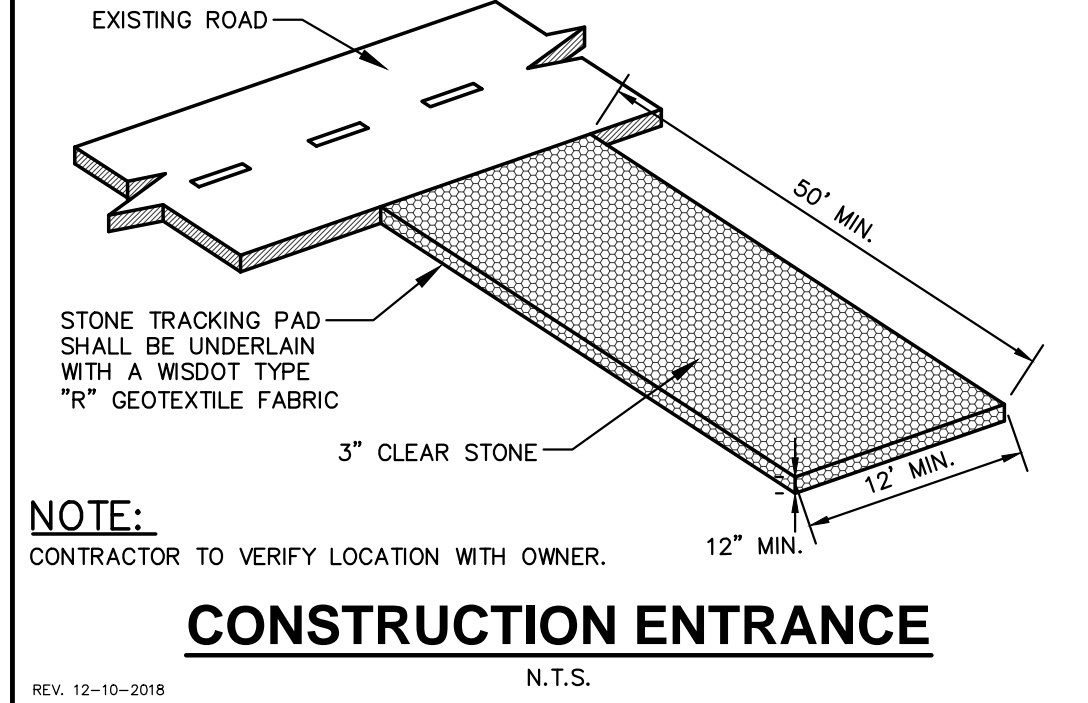 EXISTING ROAD
50' MIN.
STONE TRACKING PAD
SHALL BE UNDERLAIN
WITH A WISDOT TYPE
"R" GEOTEXTILE FABRIC
3" CLEAR STONE
12' MIN.
12" MIN.
NOTE:
CONTRACTOR TO VERIFY LOCATION WITH OWNER.
CONSTRUCTION ENTRANCE
N.T.S.
REV. 12-10-2018